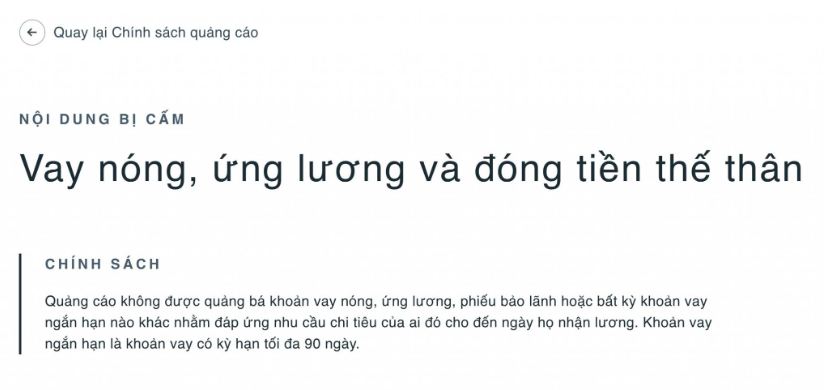 Quay lại Chính sách quảng cáo
NỘI DUNG BỊ CẤM
Vay nóng, ứng lương và đóng tiền thế thân
CHÍNH SÁCH
Quảng cáo không được quảng bá khoản vay nóng, ứng lương, phiếu bảo lãnh hoặc bất kỳ khoản vay
ngắn hạn nào khác nhằm đáp ứng nhu cầu chi tiêu của ai đó cho đến ngày họ nhận lương. Khoản vay
ngắn hạn là khoản vay có kỳ hạn tối đa 90 ngày.